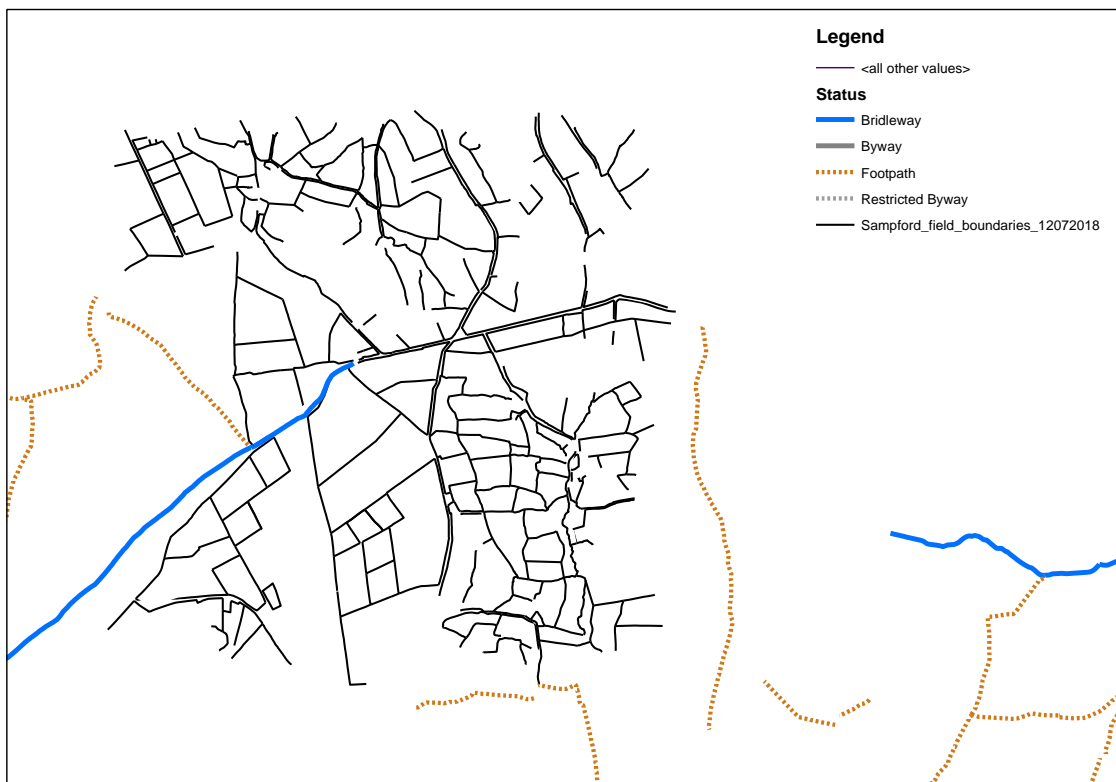 Legend
<all other values>
Status
Bridleway
Byway
Footpath
Restricted Byway
Sampford_field_boundaries_12072018